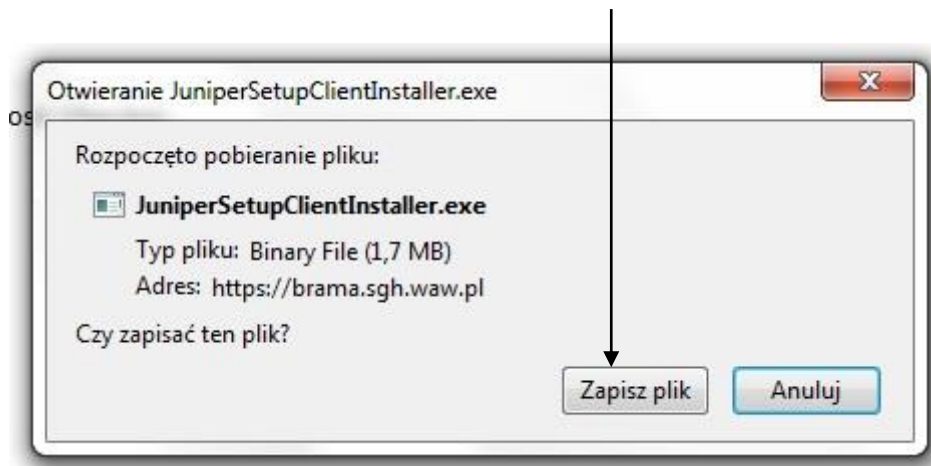 Otwieranie JuniperSetupClientInstaller.exe
Rozpoczęto pobieranie pliku:
JuniperSetupClientInstaller.exe
Typ pliku: Binary File (1,7 MB)
Adres: https://brama.sgh.waw.pl
Czy zapisać ten plik?
Zapisz plik Anuluj